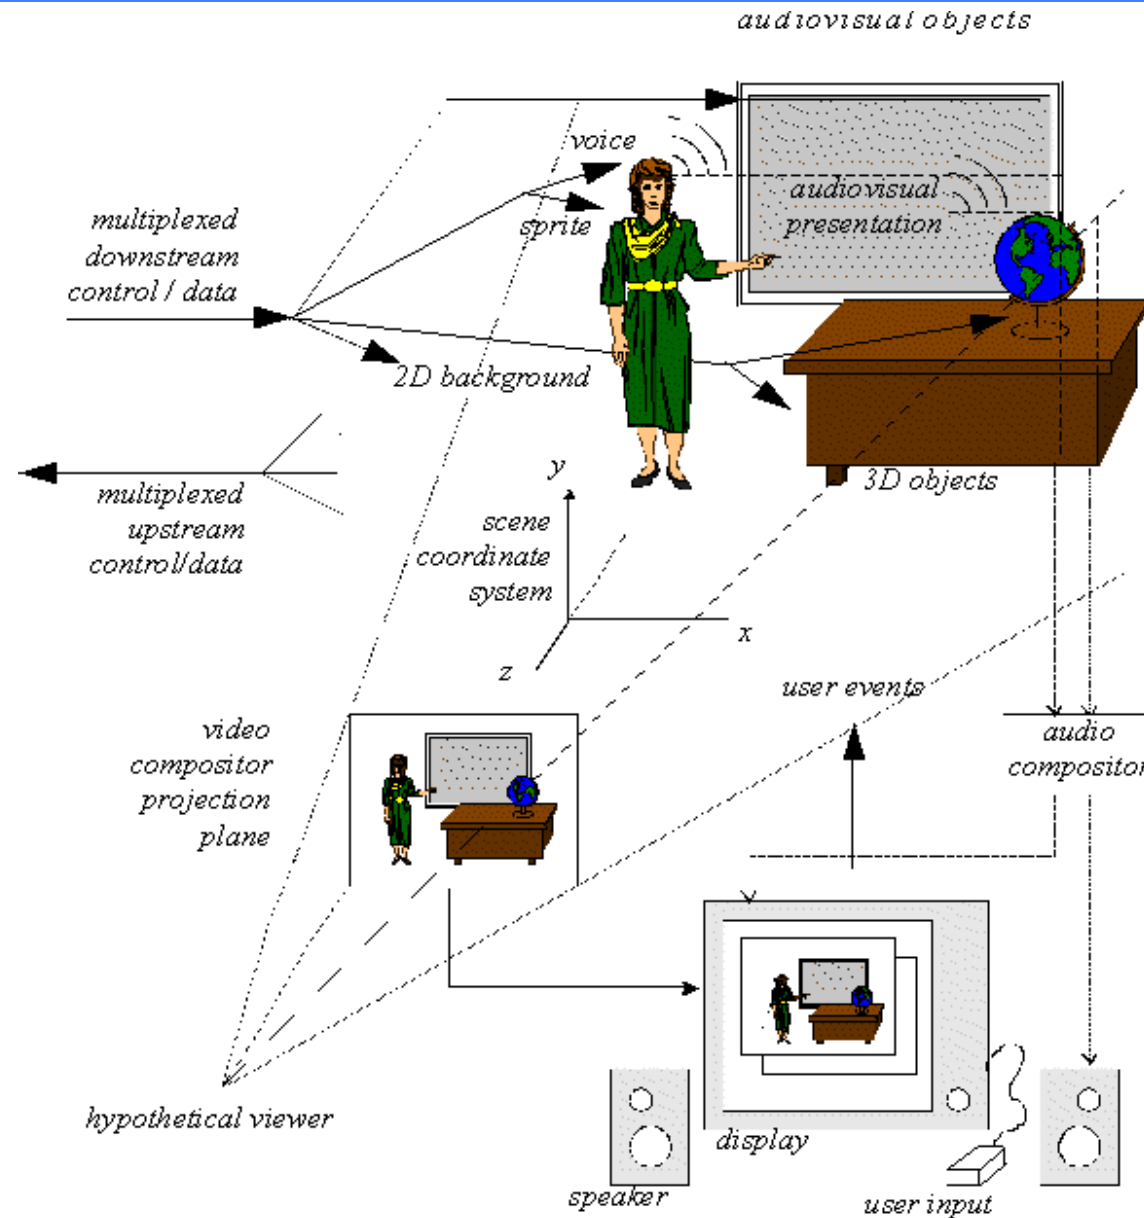 audiovisual objects
voice
audiovisual
presentation
sprite
multiplexed
downstream
control / data
2D background
3D objects
multiplexed
upstream
control/data
y
scene
coordinate
system
x
z
user events
video
compositor
projection
plane
audio
compositor
hypothetical viewer
display
speaker
user input